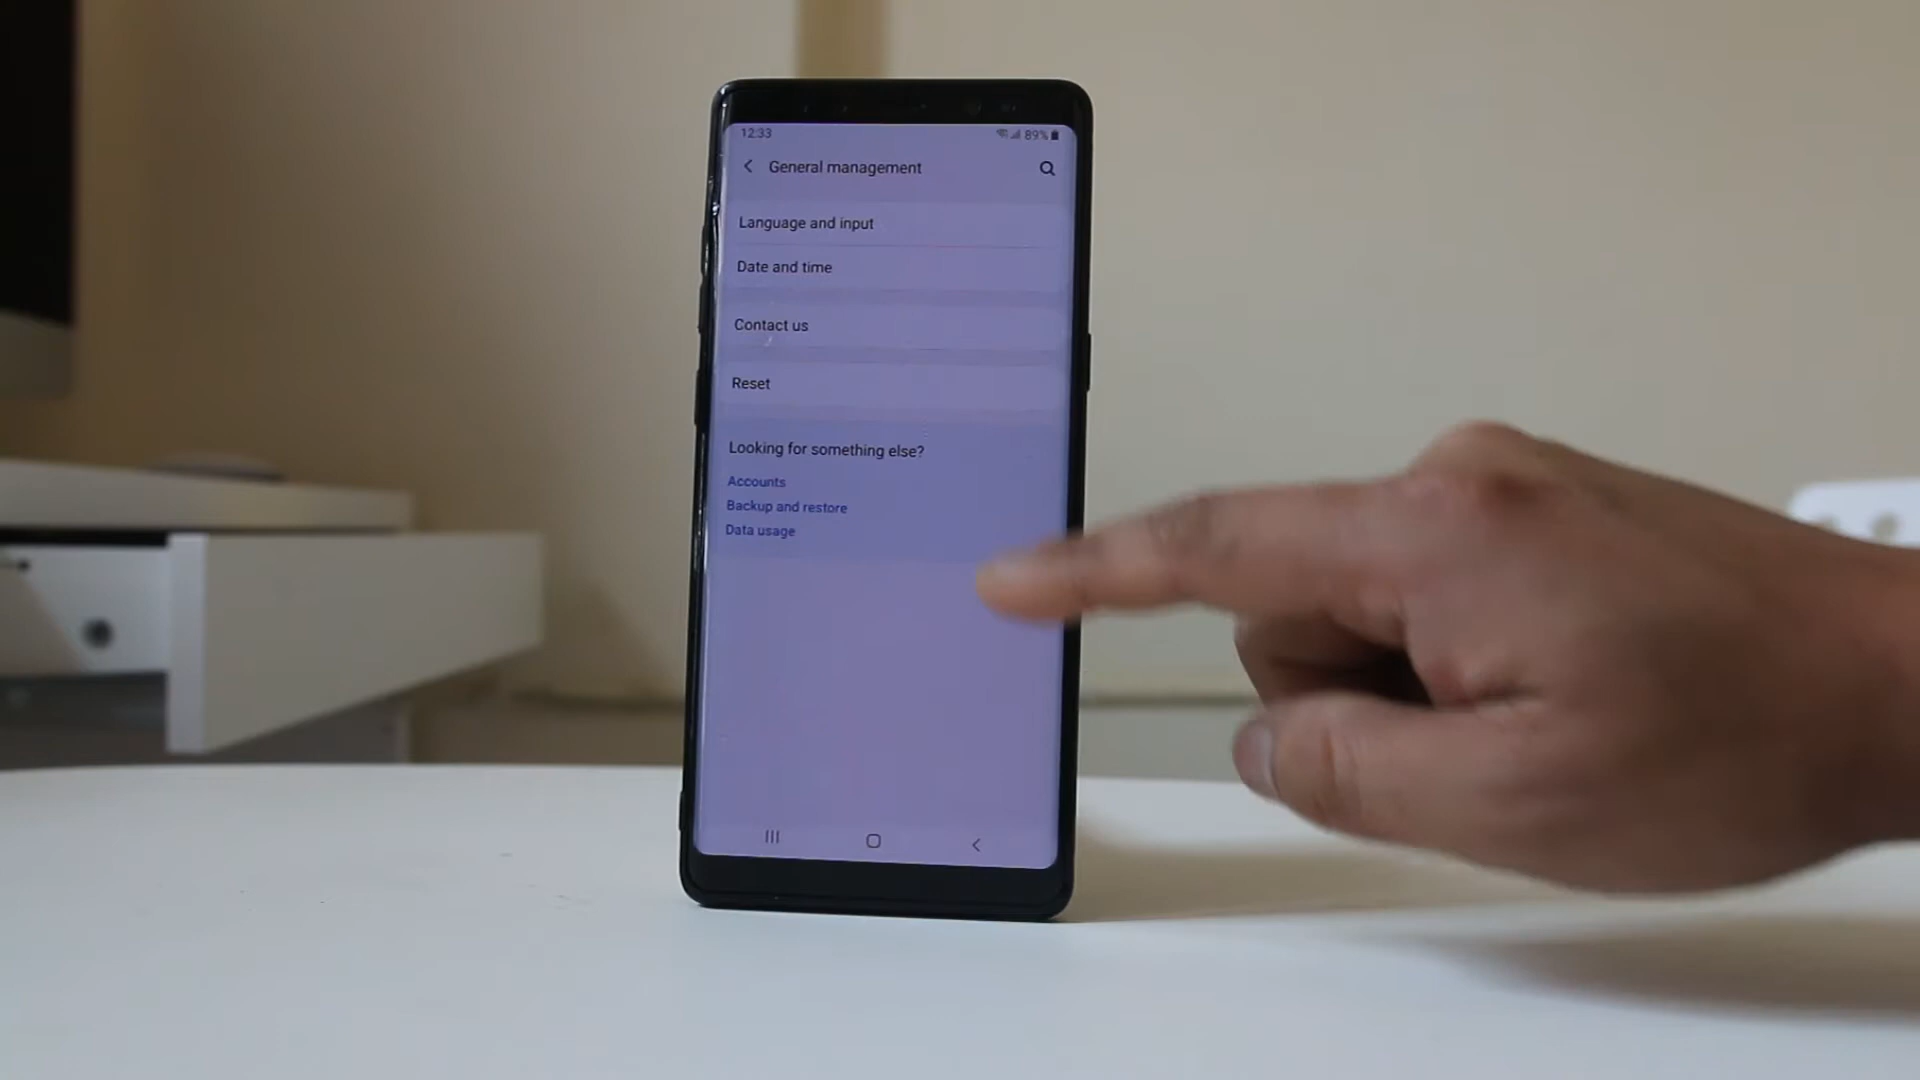 12:33 89%
General management
Language and input
Date and time
Contact us
Reset
Looking for something else?
Accounts
Backup and restore
Data usage